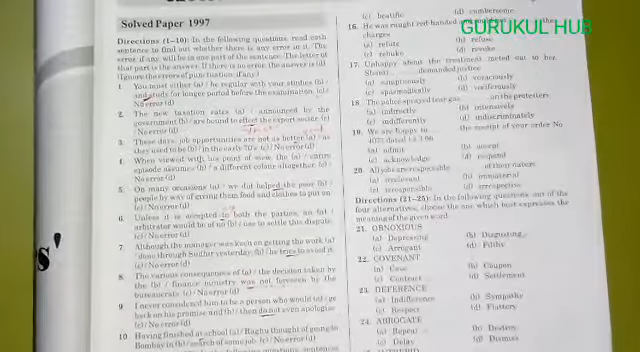 Solved Paper 1997
Directions (1-10): In the following questions, read each
sentence to find out whether there is any error in it. The
error, if any, will be in one part of the sentence. The letter of
that part is the answer. If there is no error, the answer is (d)
(Ignore the errors of punctuation, if any)
1. You must either (a) / be regular with your studies (b) /
and study for longer period before the examination. (c) /
No error (d)
2. The new taxation rates (a) / announced by the
government (b) / are bound to effect the export sector. (c)
/ No error (d)
3. These days, job opportunities are not as better (a) / as
they used to be (b) / in the early 70's. (c) / No error (d)
4. When viewed with his point of view, the (a) / entire
episode assumes (b) / a different colour altogether. (c) /
No error (d)
5. On many occasions (a) / we did helped the poor (b) /
people by way of giving them food and clothes to put on
(c) / No error (d)
6. Unless it is accepted to both the parties, an (a) /
arbitrator would be of no (b) / use to settle this dispute.
(c) / No error (d)
7. Although the manager was keen on getting the work (a)
/ done through Sudhir yesterday, (b) / he tries to avoid it.
(c) / No error (d)
8. The various consequences of (a) / the decision taken by
the (b) / finance ministry was not foreseen by the
bureaucrats. (c) / No error (d)
9. I never considered him to be a person who would (a) / go
back on his promise and (b) / then do not even apologise
(c) / No error (d)
10. Having finished at school (a) / Raghu thought of going to
Bombay in (b) / search of some job. (c) / No error (d)
(c) beatific (d) cumbersome
16. He was caught red-handed
charges
(a) refute (b) refuse
(c) rebuke (d) revoke
17. Unhappy about the treatment meted out to her,
demanded justice
(a) (b) voraciously
(c) sparmodically (d) vociferously
18. The police sprayed tear gas on the protesters
(a) indirectly (b) intensively
(c) indifferently (d) indiscriminately
19. We are happy to the receipt of your order No
(a) admit (b) accept
(c) acknowledge (d) respond
20. All jobs are responsible of their nature
(a) irrelevant (b) immaterial
(c) irresponsible (d) irrespective
Directions (21-25): In the following questions, out of the
four alternatives, choose the one which best expresses the
meaning of the given word.
21. OBNOXIOUS
(a) Depressing (b) Disgusting
(c) Arrogant (d) Filthy
22. COVENANT
(a) Case (b) Coupon
(c) Contract (d) Settlement
23. DEFERENCE
(a) Indifference (b) Sympathy
(c) Respect (d) Flattery
24. ABROGATE
(a) Repeal (b) Destroy
(c) Delay (d) Dismiss
GURUKUL HUB